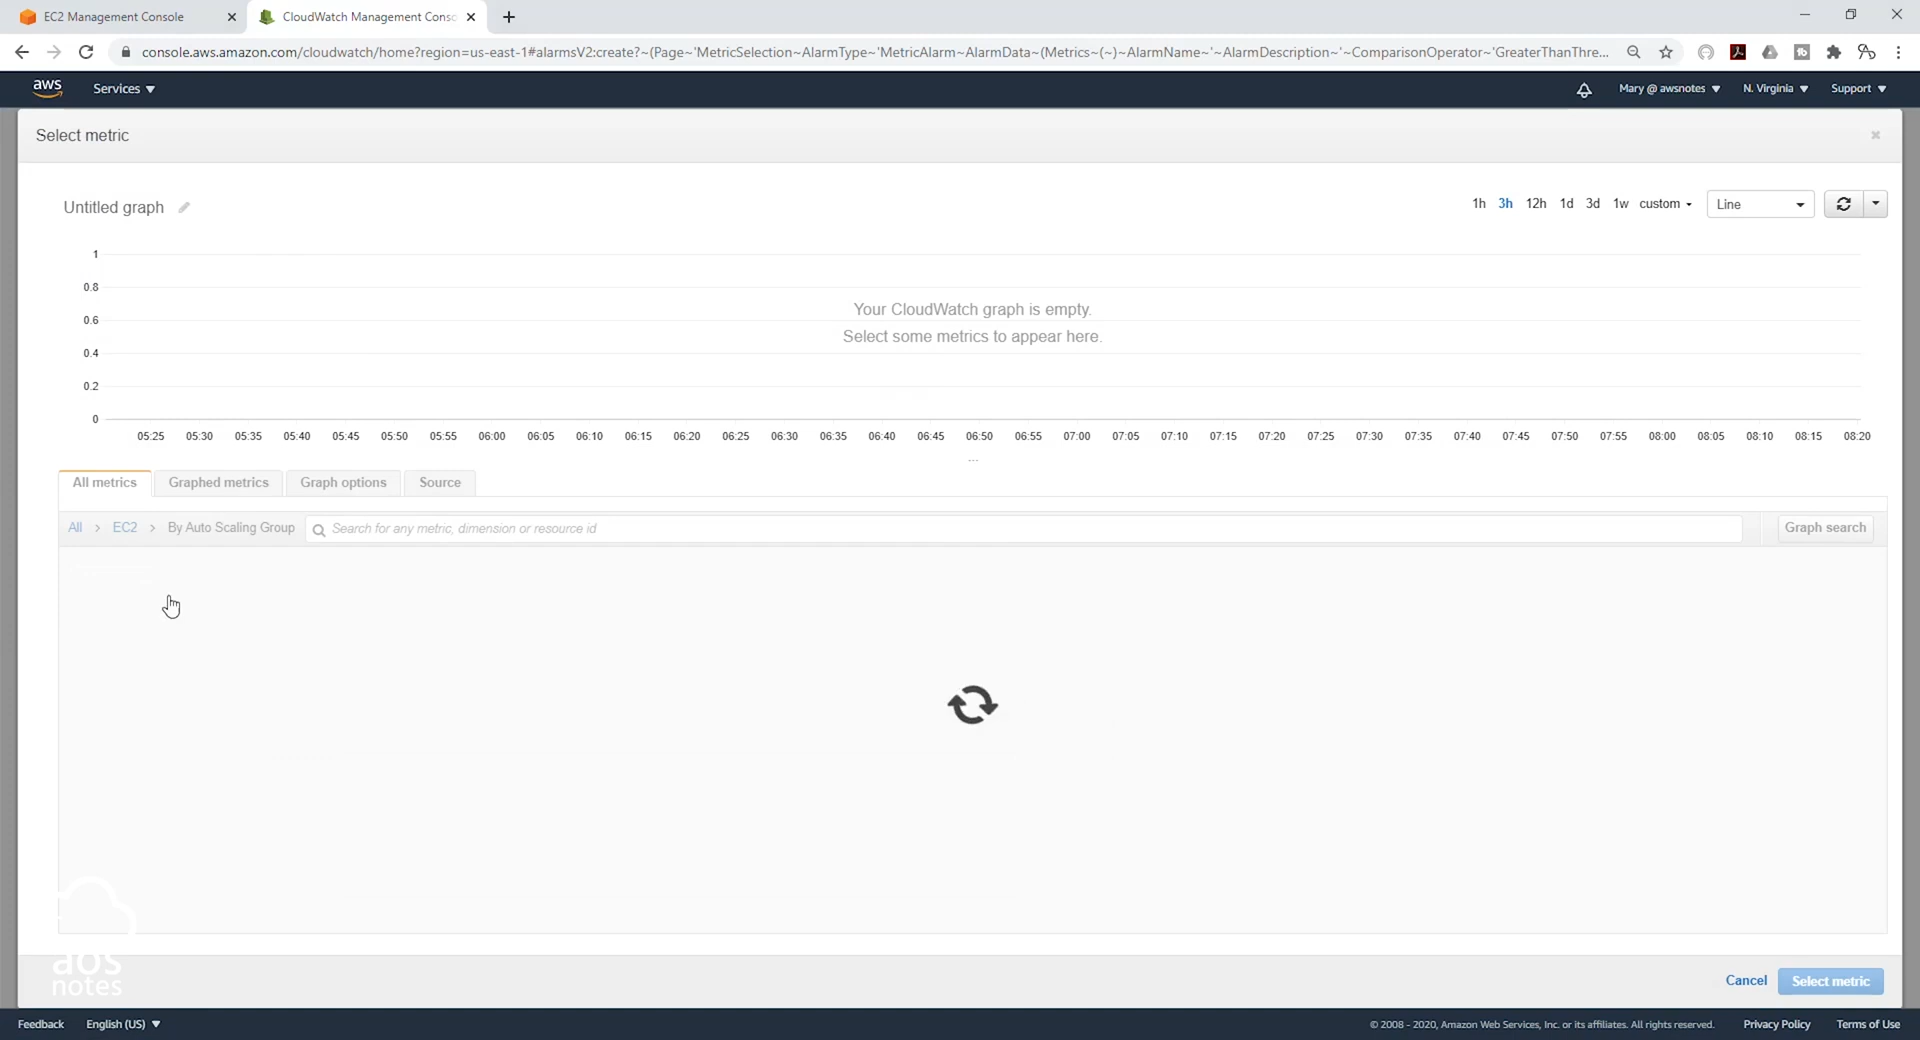 EC2 Management Console
CloudWatch Management Conso
console.aws.amazon.com/cloudwatch/home?region=us-east-1#alarmsV2:create?~(Page~'MetricSelection~AlarmType~'MetricAlarm~AlarmData~(Metrics~(~)~AlarmName~'~AlarmDescription~'~ComparisonOperator~'GreaterThanThre...
aws
Services
Mary @ awsnotes
N. Virginia
Support
Select metric
Untitled graph
1h 3h 12h 1d 3d 1w custom
Line
1
0.8
0.6
0.4
0.2
0
Your CloudWatch graph is empty.
Select some metrics to appear here.
05:25 05:30 05:35 05:40 05:45 05:50 05:55 06:00 06:05 06:10 06:15 06:20 06:25 06:30 06:35 06:40 06:45 06:50 06:55 07:00 07:05 07:10 07:15 07:20 07:25 07:30 07:35 07:40 07:45 07:50 07:55 08:00 08:05 08:10 08:15 08:20
...
All metrics
Graphed metrics
Graph options
Source
All > EC2 > By Auto Scaling Group
Search for any metric, dimension or resource id
Graph search
aos
notes
Cancel
Select metric
Feedback
English (US)
© 2008 - 2020, Amazon Web Services, Inc. or its affiliates. All rights reserved.
Privacy Policy
Terms of Use